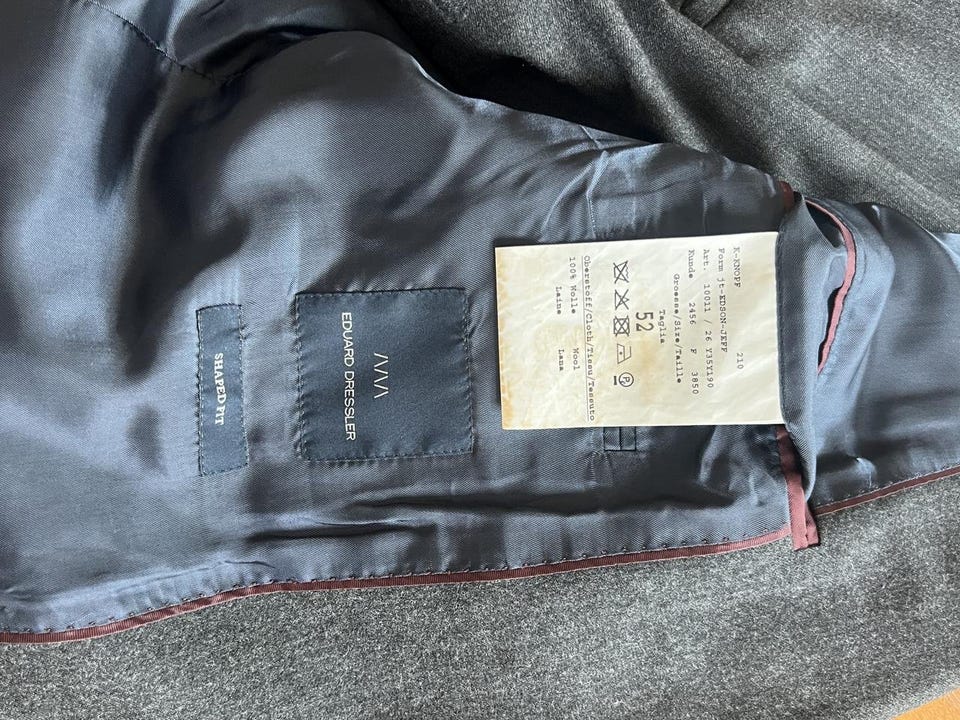 K-KNOPF 210
Form jt-EDSON-JEFF
Art. 10011 / 26 Y35Y190
Kunde 2456 F 3850
Groesse/Size/Taille
Taglia
52
Oberstoff/Cloth/Tissu/Tessuto
100% Wolle Wool
Laine Lana
EDUARD DRESSLER
SHAPED FIT